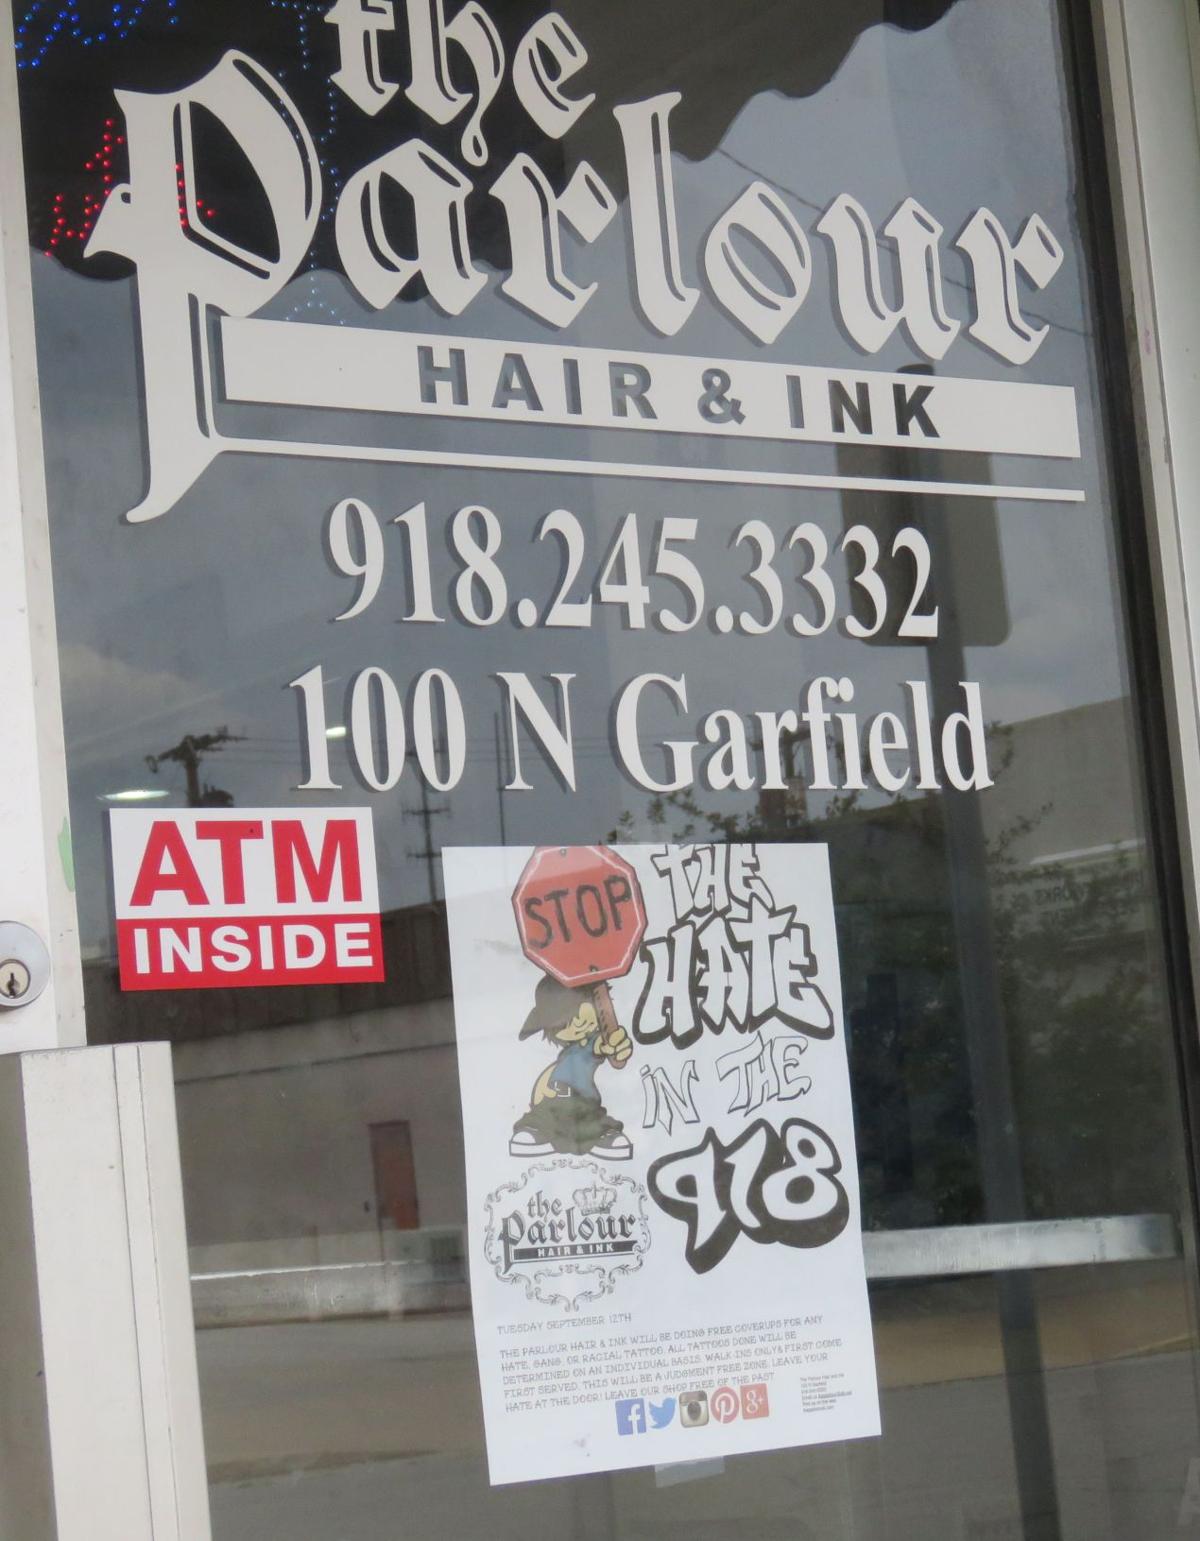 the
Parlour
HAIR & INK
918.245.3332
100 N Garfield
ATM
INSIDE
STOP
THE
HATE
IN THE
918
the
Parlour
HAIR & INK
TUESDAY SEPTEMBER 12TH
THE PARLOUR HAIR & INK WILL BE DOING FREE COVERUPS FOR ANY
HATE, GANG, OR RACIAL TATTOO. ALL TATTOOS DONE WILL BE
DETERMINED ON AN INDIVIDUAL BASIS. WALK-INS ONLY & FIRST COME
FIRST SERVED. THIS WILL BE A JUDGMENT FREE ZONE. LEAVE YOUR
HATE AT THE DOOR! LEAVE OUR SHOP FREE OF THE PAST